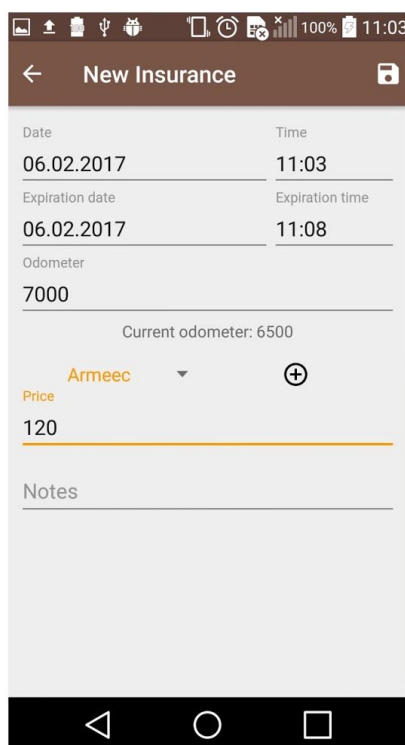 100% 11:03
New Insurance
Date Time
06.02.2017 11:03
Expiration date Expiration time
06.02.2017 11:08
Odometer
7000
Current odometer: 6500
Armeec
Price
120
Notes